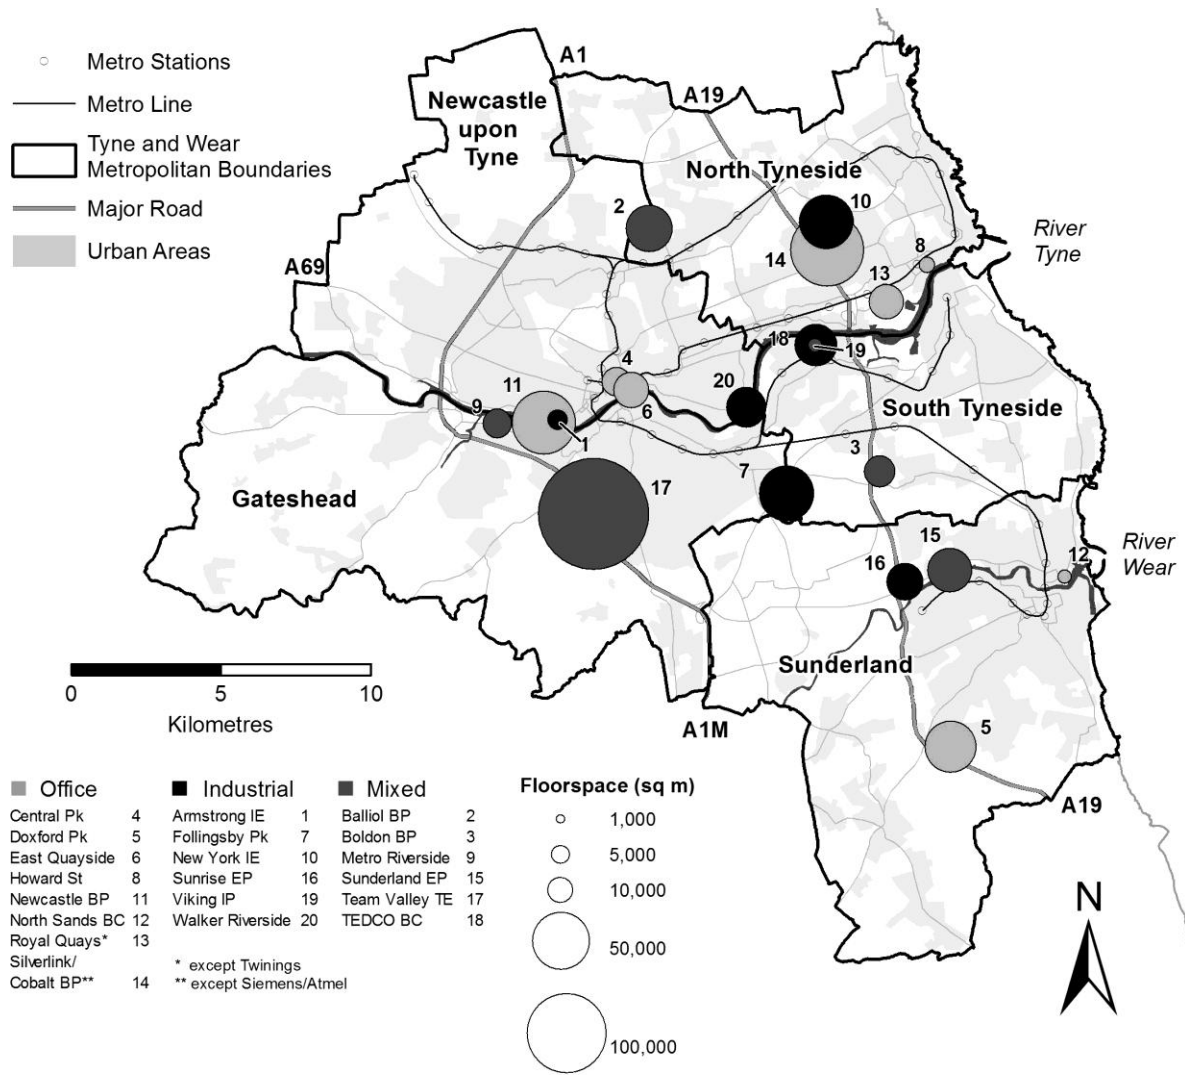 Metro Stations
Metro Line
Tyne and Wear
Metropolitan Boundaries
Major Road
Urban Areas
A1
A19
Newcastle
upon
Tyne
North Tyneside
2
10
14
8
13
River
Tyne
A69
18
19
4
20
11
6
9
1
South Tyneside
3
7
17
Gateshead
River
Wear
15
12
16
Sunderland
0
5
10
Kilometres
A1M
5
A19
Office
Central Pk 4
Doxford Pk 5
East Quayside 6
Howard St 8
Newcastle BP 11
North Sands BC 12
Royal Quays* 13
Silverlink/
Cobalt BP** 14
Industrial
Armstrong IE 1
Follingsby Pk 7
New York IE 10
Sunrise EP 16
Viking IP 19
Walker Riverside 20
* except Twinings
** except Siemens/Atmel
Mixed
Balliol BP 2
Boldon BP 3
Metro Riverside 9
Sunderland EP 15
Team Valley TE 17
TEDCO BC 18
Floorspace (sq m)
1,000
5,000
10,000
50,000
100,000
N